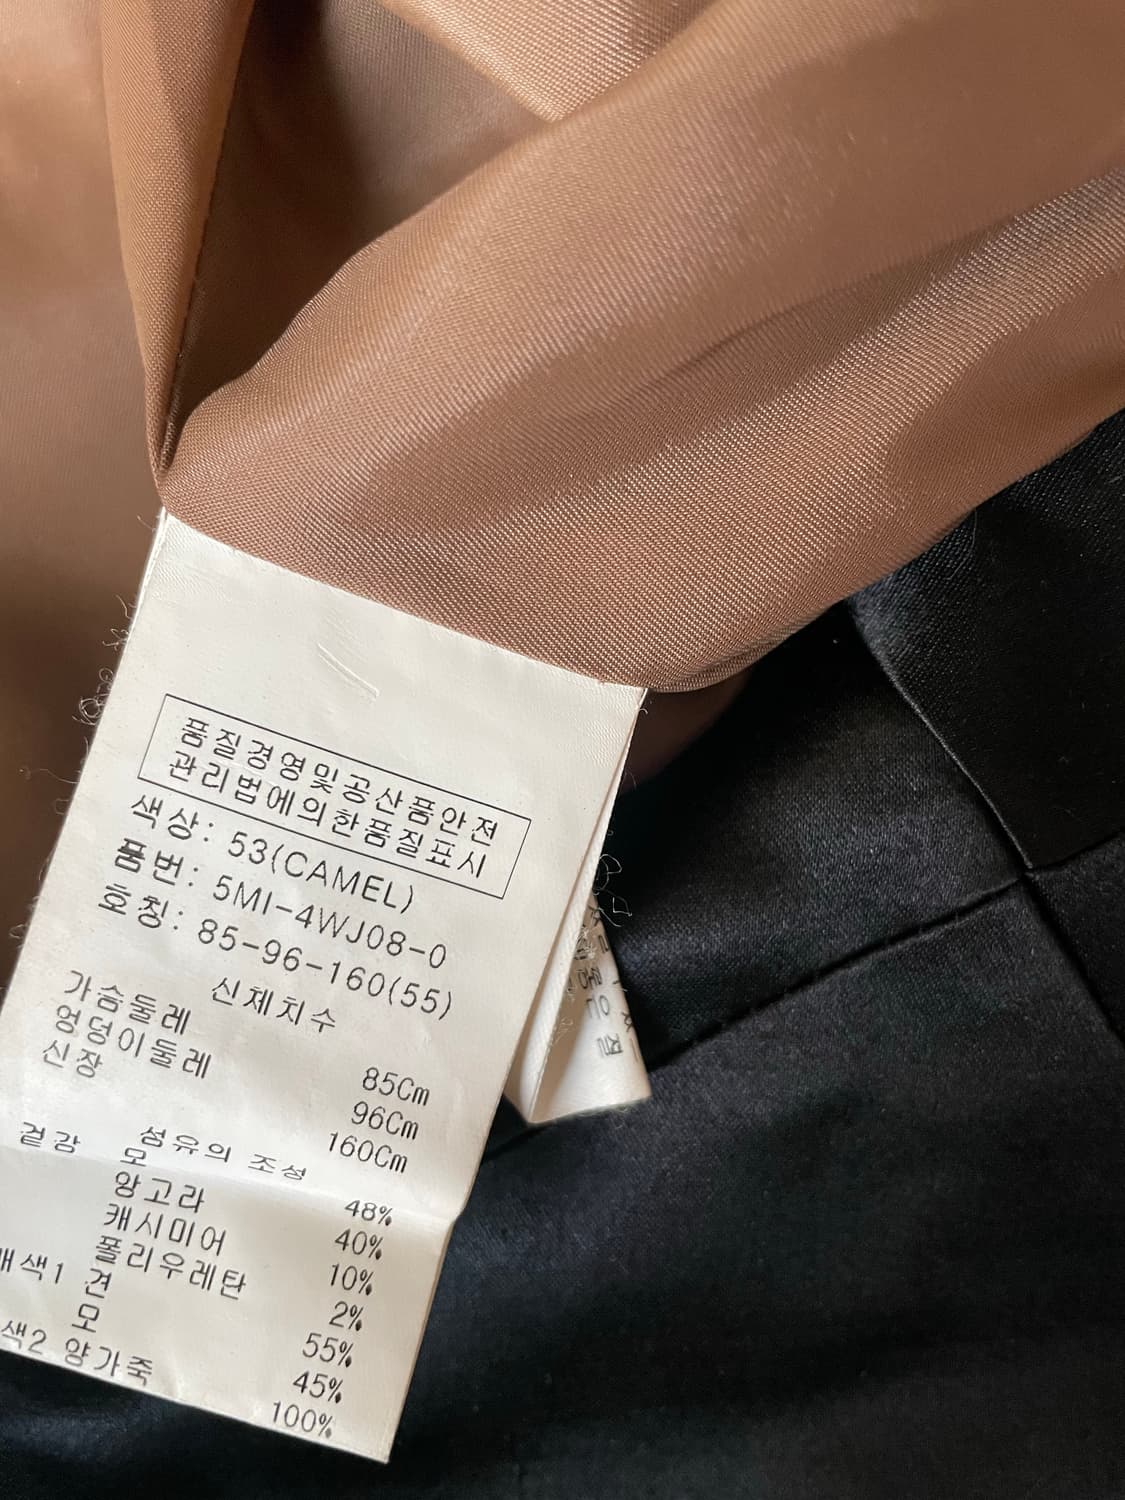 품질경영및공산품안전
관리법에의한품질표시
색상: 53(CAMEL)
품번: 5MI-4WJ08-0
호칭: 85-96-160(55)
신체치수
가슴둘레 85Cm
엉덩이둘레 96Cm
신장 160Cm
섬유의 조성
겉감 모 48%
앙고라 40%
캐시미어 10%
폴리우레탄 2%
배색1 견 55%
모 45%
색2 양가죽 100%